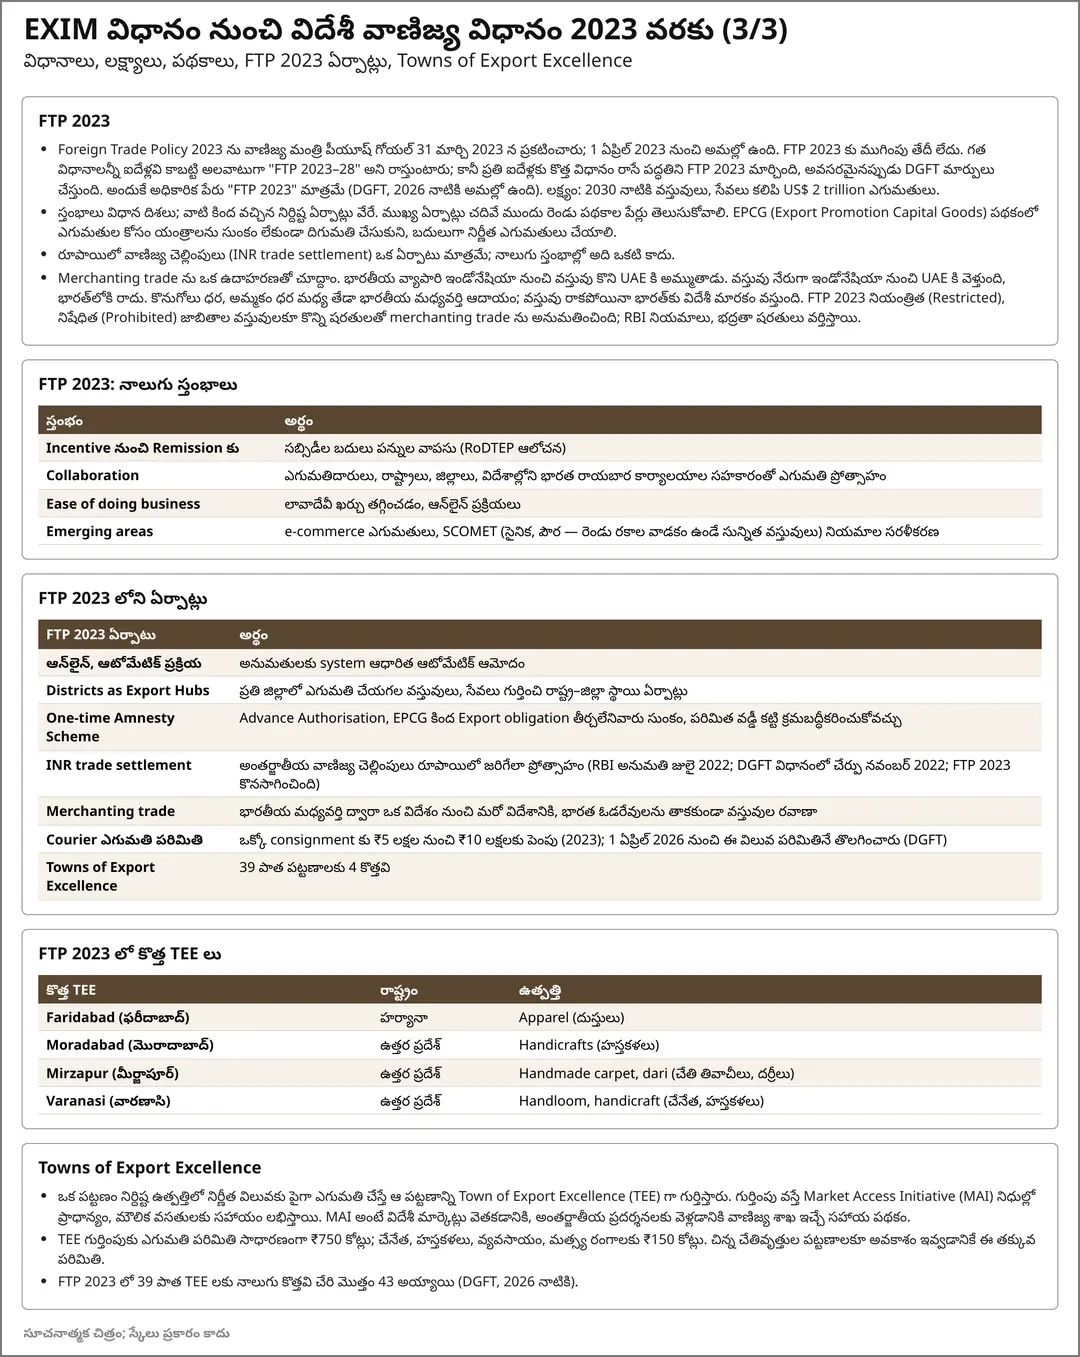 EXIM విధానం నుంచి విదేశీ వాణిజ్య విధానం 2023 వరకు (3/3)
విధానాలు, లక్ష్యాలు, పథకాలు, FTP 2023 ఏర్పాట్లు, Towns of Export Excellence
FTP 2023
• Foreign Trade Policy 2023 ను వాణిజ్య మంత్రి పీయూష్ గోయల్ 31 మార్చి 2023 న ప్రకటించారు; 1 ఏప్రిల్ 2023 నుంచి అమల్లో ఉంది. FTP 2023 కు ముగింపు తేదీ లేదు. గత
విధానాలన్నీ ఐదేళ్లవి కాబట్టి అలవాటుగా "FTP 2023–28" అని రాస్తుంటారు; కానీ ప్రతి ఐదేళ్లకు కొత్త విధానం రాసే పద్ధతిని FTP 2023 మార్చింది, అవసరమైనప్పుడు DGFT మార్పులు
చేస్తుంది. అందుకే అధికారిక పేరు "FTP 2023" మాత్రమే (DGFT, 2026 నాటికి అమల్లో ఉంది). లక్ష్యం: 2030 నాటికి వస్తువులు, సేవలు కలిపి US$ 2 trillion ఎగుమతులు.
• స్తంభాలు విధాన దిశలు; వాటి కింద వచ్చిన నిర్దిష్ట ఏర్పాట్లు వేరే. ముఖ్య ఏర్పాట్లు చదివే ముందు రెండు పథకాల పేర్లు తెలుసుకోవాలి. EPCG (Export Promotion Capital Goods) పథకంలో
ఎగుమతుల కోసం యంత్రాలను సుంకం లేకుండా దిగుమతి చేసుకుని, బదులుగా నిర్ణీత ఎగుమతులు చేయాలి.
• రూపాయిలో వాణిజ్య చెల్లింపులు (INR trade settlement) ఒక ఏర్పాటు మాత్రమే; నాలుగు స్తంభాల్లో అది ఒకటి కాదు.
• Merchanting trade ను ఒక ఉదాహరణతో చూద్దాం. భారతీయ వ్యాపారి ఇండోనేషియా నుంచి వస్తువు కొని UAE కి అమ్ముతాడు. వస్తువు నేరుగా ఇండోనేషియా నుంచి UAE కి వెళ్తుంది,
భారత్‌లోకి రాదు. కొనుగోలు ధర, అమ్మకం ధర మధ్య తేడా భారతీయ మధ్యవర్తి ఆదాయం; వస్తువు రాకపోయినా భారత్‌కు విదేశీ మారకం వస్తుంది. FTP 2023 నియంత్రిత (Restricted),
నిషేధిత (Prohibited) జాబితాల వస్తువులకూ కొన్ని షరతులతో merchanting trade ను అనుమతించింది; RBI నియమాలు, భద్రతా షరతులు వర్తిస్తాయి.
FTP 2023: నాలుగు స్తంభాలు
స్తంభం అర్థం
Incentive నుంచి Remission కు సబ్సిడీల బదులు పన్నుల వాపసు (RoDTEP ఆలోచన)
Collaboration ఎగుమతిదారులు, రాష్ట్రాలు, జిల్లాలు, విదేశాల్లోని భారత రాయబార కార్యాలయాల సహకారంతో ఎగుమతి ప్రోత్సాహం
Ease of doing business లావాదేవీ ఖర్చు తగ్గించడం, ఆన్‌లైన్ ప్రక్రియలు
Emerging areas e-commerce ఎగుమతులు, SCOMET (సైనిక, పౌర — రెండు రకాల వాడకం ఉండే సున్నిత వస్తువులు) నియమాల సరళీకరణ
FTP 2023 లోని ఏర్పాట్లు
FTP 2023 ఏర్పాటు అర్థం
ఆన్‌లైన్, ఆటోమేటిక్ ప్రక్రియ అనుమతులకు system ఆధారిత ఆటోమేటిక్ ఆమోదం
Districts as Export Hubs ప్రతి జిల్లాలో ఎగుమతి చేయగల వస్తువులు, సేవలు గుర్తించి రాష్ట్ర–జిల్లా స్థాయి ఏర్పాట్లు
One-time Amnesty Advance Authorisation, EPCG కింద Export obligation తీర్చలేనివారు సుంకం, పరిమిత వడ్డీ కట్టి క్రమబద్ధీకరించుకోవచ్చు
Scheme
INR trade settlement అంతర్జాతీయ వాణిజ్య చెల్లింపులు రూపాయిలో జరిగేలా ప్రోత్సాహం (RBI అనుమతి జులై 2022; DGFT విధానంలో చేర్పు నవంబర్ 2022; FTP 2023
కొనసాగించింది)
Merchanting trade భారతీయ మధ్యవర్తి ద్వారా ఒక విదేశం నుంచి మరో విదేశానికి, భారత ఓడరేవులను తాకకుండా వస్తువుల రవాణా
Courier ఎగుమతి పరిమితి ఒక్కో consignment కు ₹5 లక్షల నుంచి ₹10 లక్షలకు పెంపు (2023); 1 ఏప్రిల్ 2026 నుంచి ఈ విలువ పరిమితినే తొలగించారు (DGFT)
Towns of Export 39 పాత పట్టణాలకు 4 కొత్తవి
Excellence
FTP 2023 లో కొత్త TEE లు
కొత్త TEE రాష్ట్రం ఉత్పత్తి
Faridabad (ఫరీదాబాద్) హర్యానా Apparel (దుస్తులు)
Moradabad (మొరాదాబాద్) ఉత్తర ప్రదేశ్ Handicrafts (హస్తకళలు)
Mirzapur (మీర్జాపూర్) ఉత్తర ప్రదేశ్ Handmade carpet, dari (చేతి తివాచీలు, దర్రీలు)
Varanasi (వారణాసి) ఉత్తర ప్రదేశ్ Handloom, handicraft (చేనేత, హస్తకళలు)
Towns of Export Excellence
• ఒక పట్టణం నిర్దిష్ట ఉత్పత్తిలో నిర్ణీత విలువకు పైగా ఎగుమతి చేస్తే ఆ పట్టణాన్ని Town of Export Excellence (TEE) గా గుర్తిస్తారు. గుర్తింపు వస్తే Market Access Initiative (MAI) నిధుల్లో
ప్రాధాన్యం, మౌలిక వసతులకు సహాయం లభిస్తాయి. MAI అంటే విదేశీ మార్కెట్లు వెతకడానికి, అంతర్జాతీయ ప్రదర్శనలకు వెళ్లడానికి వాణిజ్య శాఖ ఇచ్చే సహాయ పథకం.
• TEE గుర్తింపుకు ఎగుమతి పరిమితి సాధారణంగా ₹750 కోట్లు; చేనేత, హస్తకళలు, వ్యవసాయం, మత్స్య రంగాలకు ₹150 కోట్లు. చిన్న చేతివృత్తుల పట్టణాలకూ అవకాశం ఇవ్వడానికే ఈ తక్కువ
పరిమితి.
• FTP 2023 లో 39 పాత TEE లకు నాలుగు కొత్తవి చేరి మొత్తం 43 అయ్యాయి (DGFT, 2026 నాటికి).
సూచనాత్మక చిత్రం; స్కేలు ప్రకారం కాదు